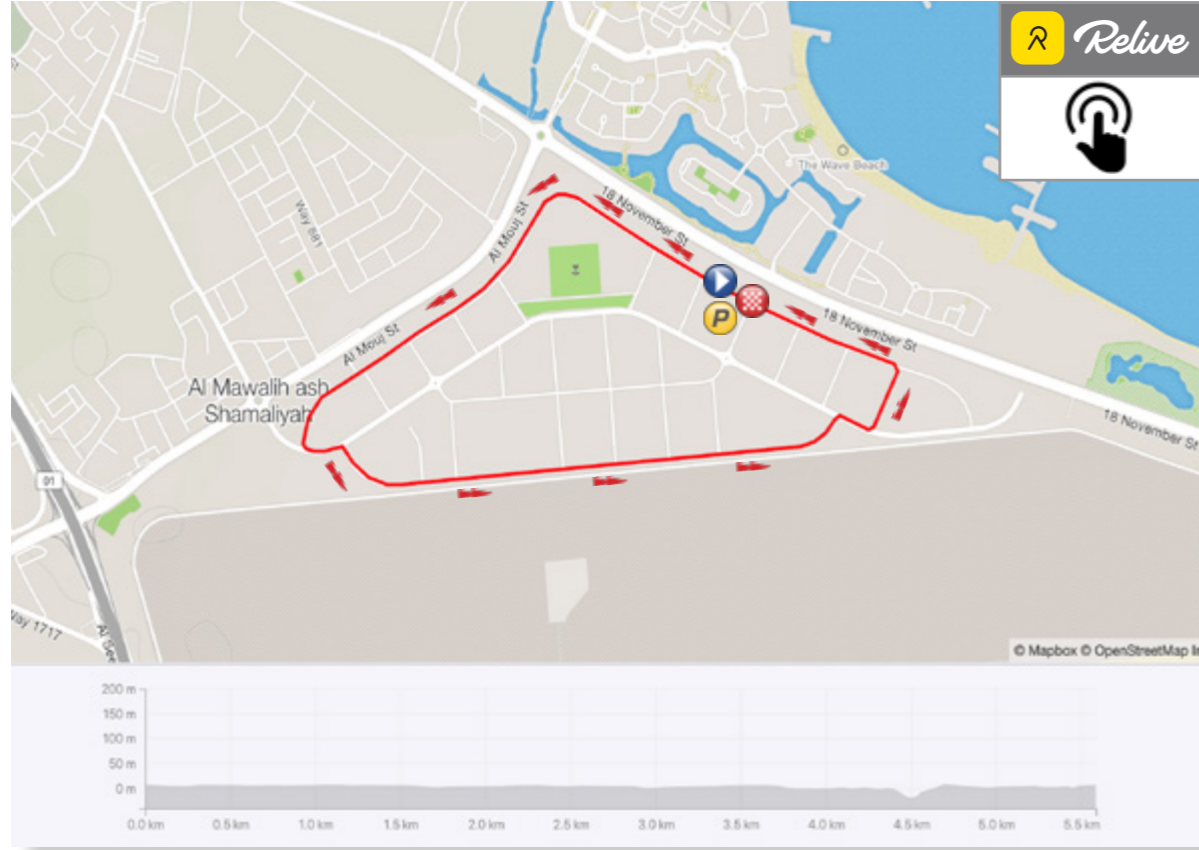 Relive
The Wave Beach
18 November St
Way 881
Al Mouj St
P
18 November St
Al Mouj St
Al Mawalih ash
Shamaliyah
18 November St
01
Way 1717
Al See
© Mapbox © OpenStreetMap
200 m
150 m
100 m
50 m
0 m
0.0 km 0.5 km 1.0 km 1.5 km 2.0 km 2.5 km 3.0 km 3.5 km 4.0 km 4.5 km 5.0 km 5.5 km